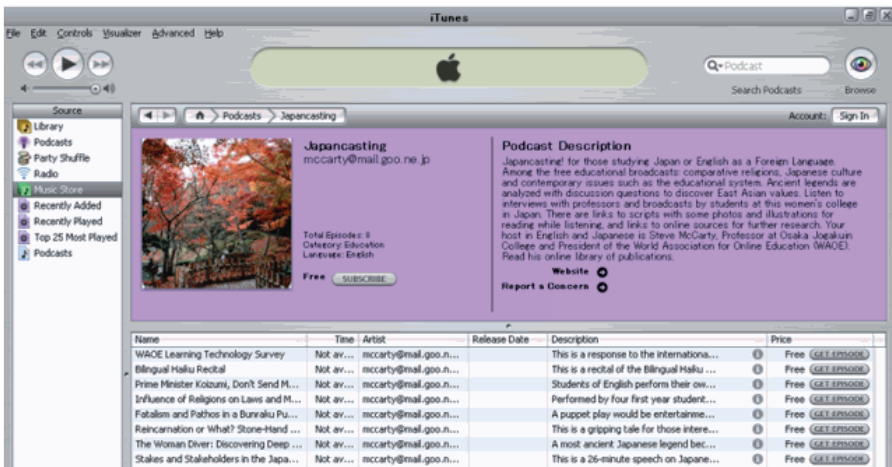 iTunes
File Edit Controls Visualizer Advanced Help
Podcast
Search Podcasts
Browse
Source
Library
Podcasts
Party Shuffle
Radio
Music Store
Recently Added
Recently Played
Top 25 Most Played
Podcasts
Podcasts Japancasting
Account: Sign In
Japancasting
mccarty@mail.goo.ne.jp
Total Episodes: 8
Category: Education
Language: English
Free SUBSCRIBE
Podcast Description
Japancasting! for those studying Japan or English as a Foreign Language.
Among the free educational broadcasts: comparative religions, Japanese culture
and contemporary issues such as the educational system. Ancient legends are
analyzed with discussion questions to discover East Asian values. Listen to
interviews with professors and broadcasts by students at this women's college
in Japan. There are links to scripts with some photos and illustrations for
reading while listening, and links to online sources for further research. Your
host in English and Japanese is Steve McCarty, Professor at Osaka Jogakuin
College and President of the World Association for Online Education (WAOE).
Read his online library of publications.
Website
Report a Concern
Name Time Artist Release Date Description Price
WAOE Learning Technology Survey Not av... mccarty@mail.goo.n... This is a response to the internationa... Free GET EPISODE
Bilingual Haiku Recital Not av... mccarty@mail.goo.n... This is a recital of the Bilingual Haiku ... Free GET EPISODE
Prime Minister Koizumi, Don't Send M... Not av... mccarty@mail.goo.n... Students of English perform their ow... Free GET EPISODE
Influence of Religions on Laws and M... Not av... mccarty@mail.goo.n... Performed by four first year student... Free GET EPISODE
Fatalism and Pathos in a Bunraku Pu... Not av... mccarty@mail.goo.n... A puppet play would be entertainme... Free GET EPISODE
Reincarnation or What? Stone-Hand ... Not av... mccarty@mail.goo.n... This is a gripping tale for those intere... Free GET EPISODE
The Woman Diver: Discovering Deep ... Not av... mccarty@mail.goo.n... A most ancient Japanese legend bec... Free GET EPISODE
Stakes and Stakeholders in the Japa... Not av... mccarty@mail.goo.n... This is a 26-minute speech on Japane... Free GET EPISODE